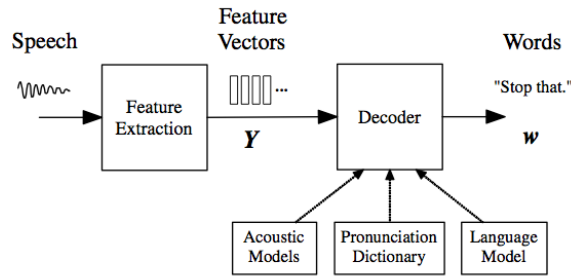 Speech
Feature
Vectors
Words
Feature
Extraction
...
Y
Decoder
"Stop that."
w
Acoustic
Models
Pronunciation
Dictionary
Language
Model